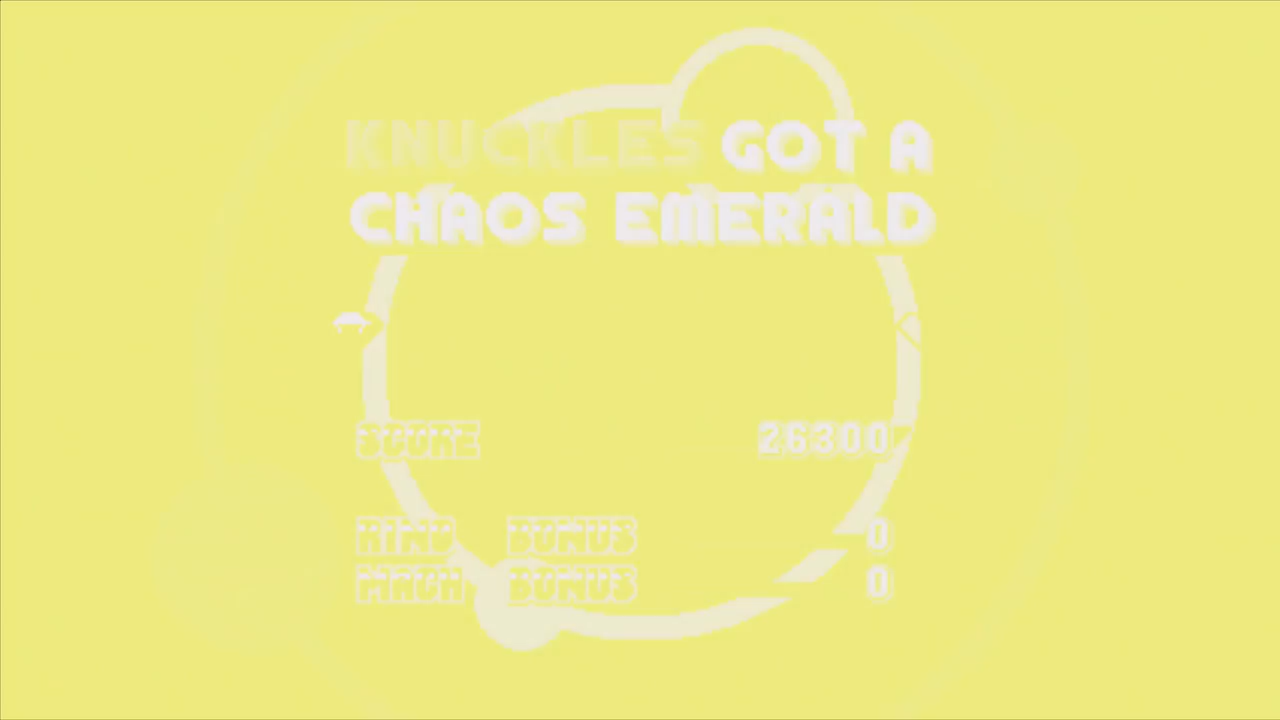 KNUCKLES GOT A
CHAOS EMERALD
SCORE 26300
RING BONUS 0
MACH BONUS 0